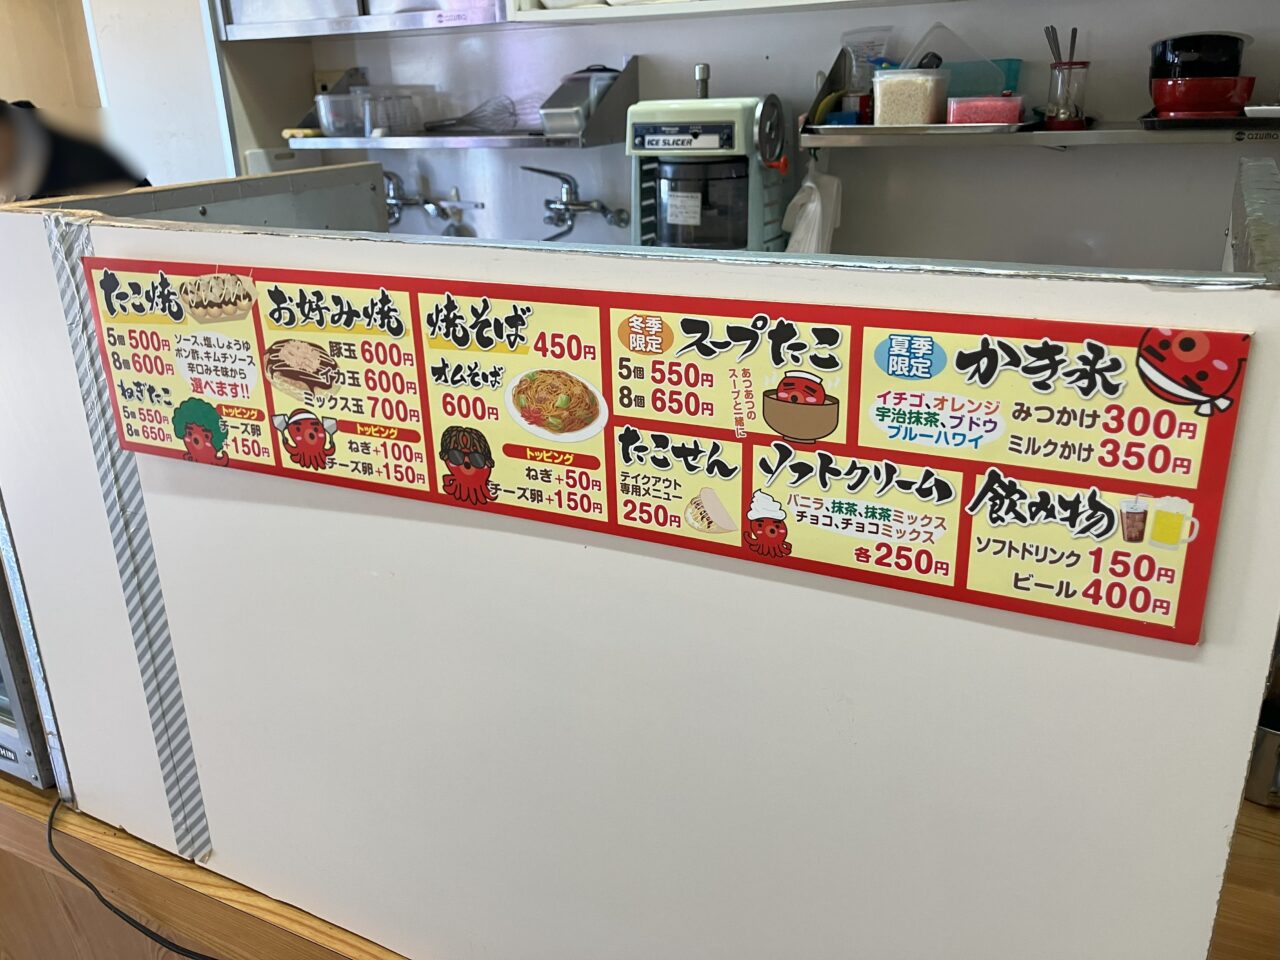 azuma
ICE SLICER
azuma
たこ焼
5個 500円
8個 600円
ソース、塩、しょうゆ
ポン酢、キムチソース
辛口みそ味から
選べます!!
ねぎたこ
5個 550円
8個 650円
トッピング
チーズ卵
+150円
お好み焼
豚玉 600円
イカ玉 600円
ミックス玉 700円
トッピング
ねぎ+100円
チーズ卵+150円
焼そば
450円
オムそば
600円
トッピング
ねぎ+50円
チーズ卵+150円
冬季
限定
スープたこ
5個 550円
8個 650円
あつあつの
スープと一緒に
たこせん
テイクアウト
専用メニュー
250円
夏季
限定
かき氷
イチゴ、オレンジ
宇治抹茶、ブドウ
ブルーハワイ
みつかけ 300円
ミルクかけ 350円
ソフトクリーム
バニラ、抹茶、抹茶ミックス
チョコ、チョコミックス
各250円
飲み物
ソフトドリンク 150円
ビール 400円